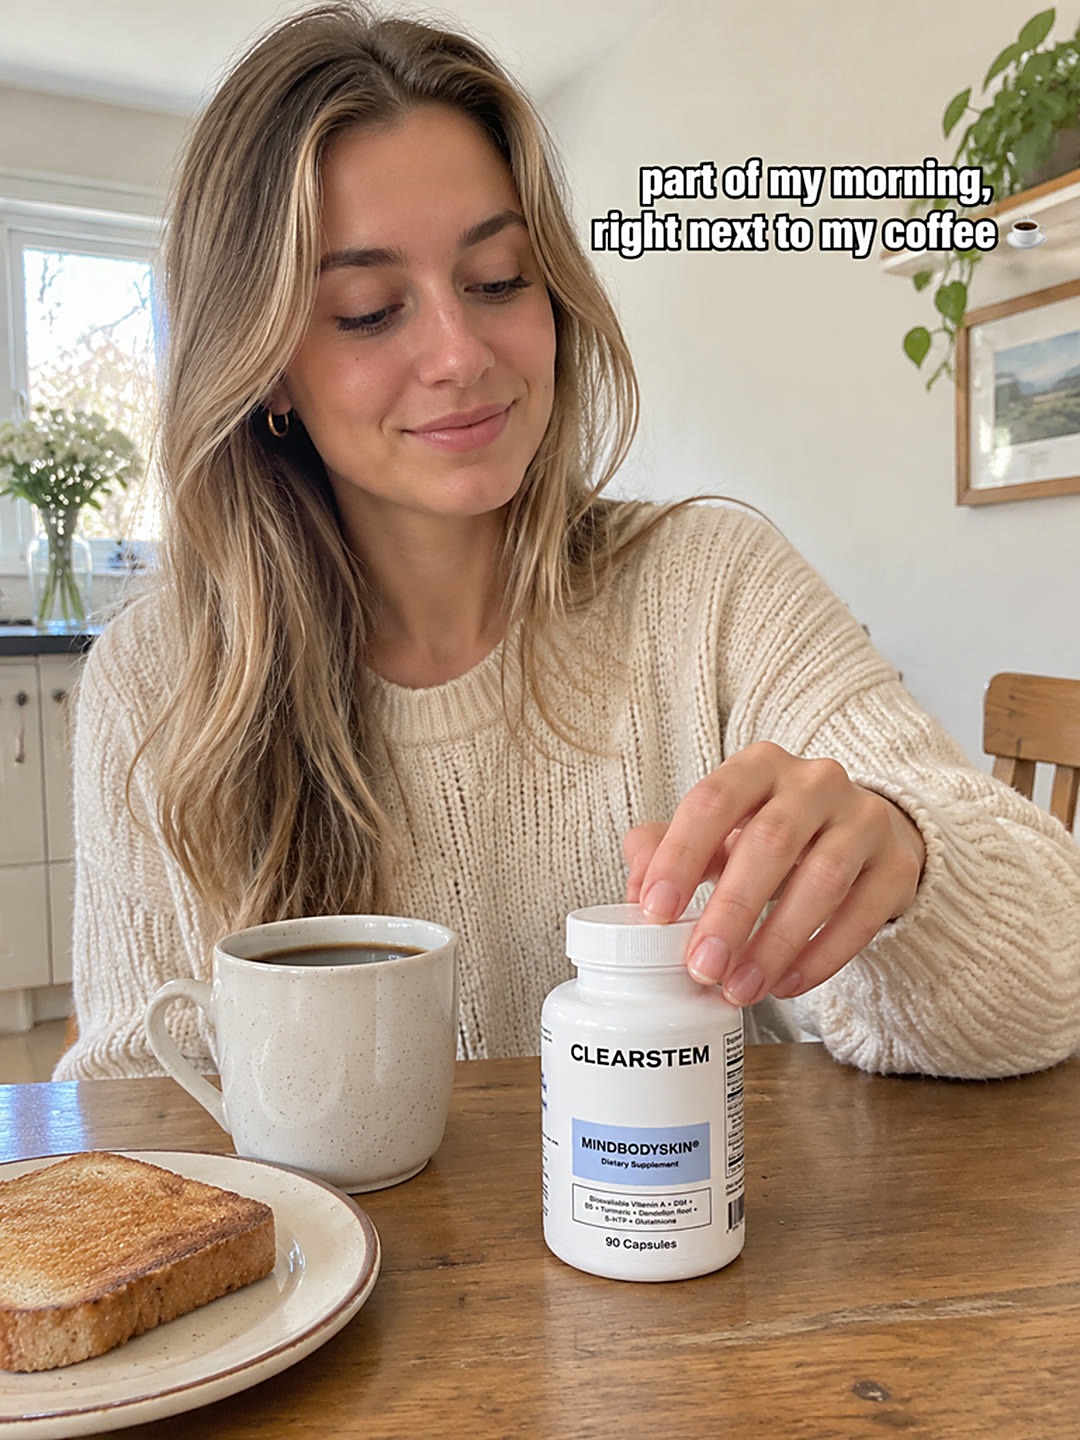 part of my morning,
right next to my coffee ☕
CLEARSTEM
MINDBODYSKIN®
Dietary Supplement
Bioavailable Vitamin A • DIM •
B5 • Turmeric • Dandelion Root •
5-HTP • Glutathione
90 Capsules